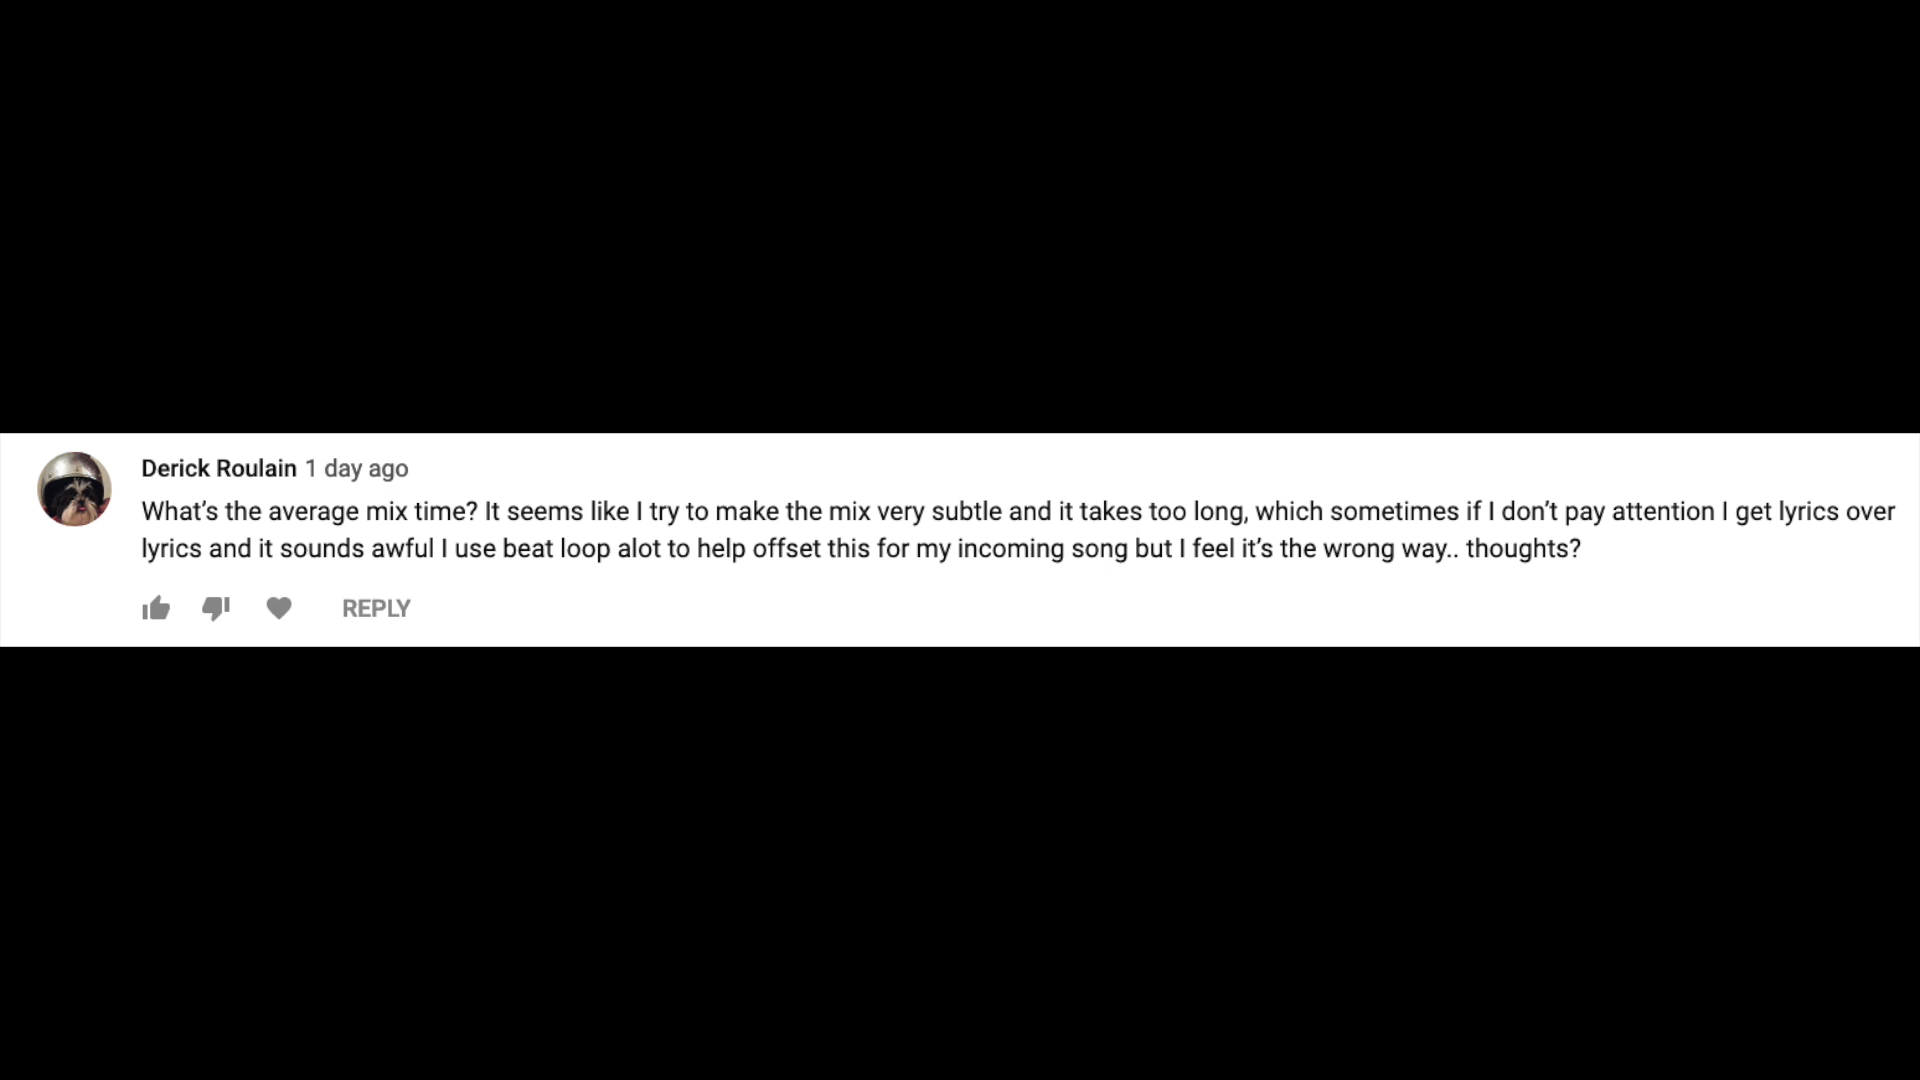 Derick Roulain 1 day ago
What’s the average mix time? It seems like I try to make the mix very subtle and it takes too long, which sometimes if I don’t pay attention I get lyrics over
lyrics and it sounds awful I use beat loop alot to help offset this for my incoming song but I feel it’s the wrong way.. thoughts?
REPLY